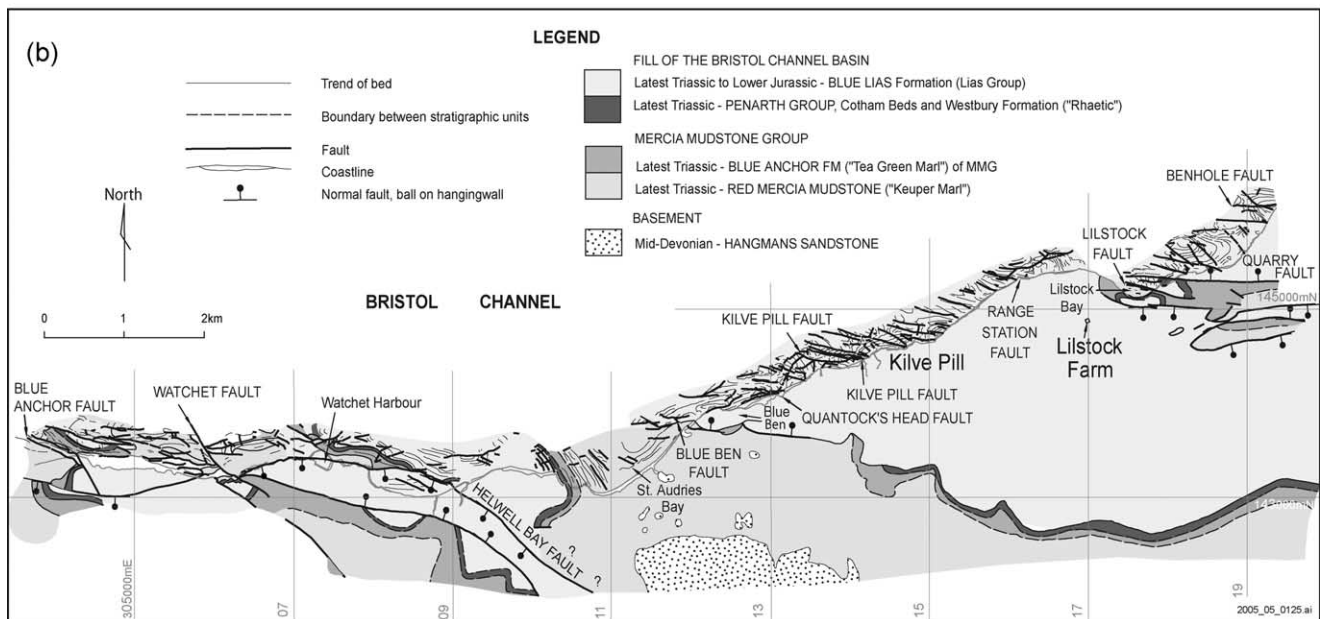 (b)
LEGEND
Trend of bed
Boundary between stratigraphic units
Fault
Coastline
Normal fault, ball on hangingwall
North
0 1 2km
FILL OF THE BRISTOL CHANNEL BASIN
Latest Triassic to Lower Jurassic - BLUE LIAS Formation (Lias Group)
Latest Triassic - PENARTH GROUP, Cotham Beds and Westbury Formation ("Rhaetic")
MERCIA MUDSTONE GROUP
Latest Triassic - BLUE ANCHOR FM ("Tea Green Marl") of MMG
Latest Triassic - RED MERCIA MUDSTONE ("Keuper Marl")
BASEMENT
Mid-Devonian - HANGMANS SANDSTONE
BRISTOL CHANNEL
BENHOLE FAULT
LILSTOCK
FAULT
QUARRY
FAULT
Lilstock
Bay
145000mN
RANGE
STATION
FAULT
Lilstock
Farm
KILVE PILL FAULT
Kilve Pill
KILVE PILL FAULT
QUANTOCK'S HEAD FAULT
Blue
Ben
BLUE BEN
FAULT
St. Audries
Bay
BLUE
ANCHOR FAULT
WATCHET FAULT
Watchet Harbour
HELWELL BAY FAULT
?
?
143000mN
305000mE
07
09
11
13
15
17
19
2005_05_0125.ai